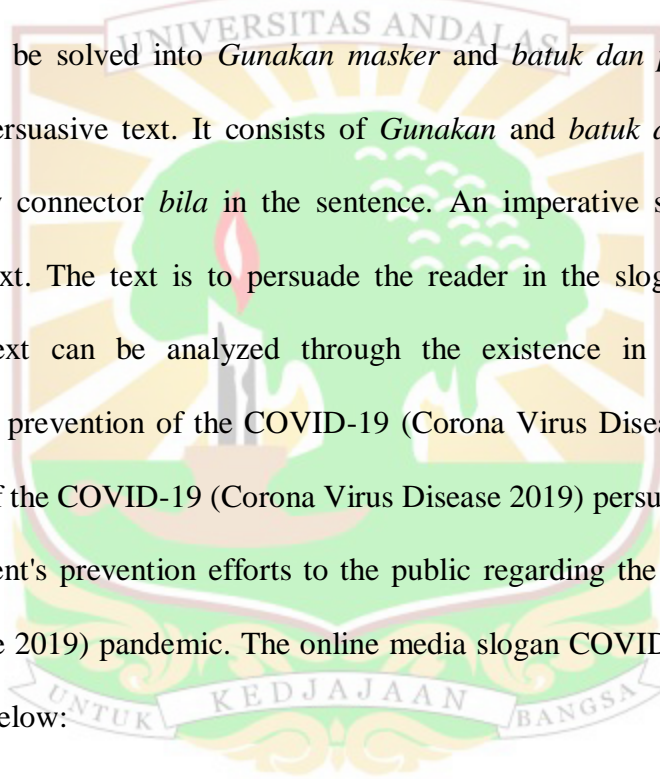 UNIVERSITAS ANDALAS
be solved into Gunakan masker and batuk dan
ersuasive text. It consists of Gunakan and batuk
connector bila in the sentence. An imperative s
xt. The text is to persuade the reader in the slog
ext can be analyzed through the existence in
prevention of the COVID-19 (Corona Virus Disea
f the COVID-19 (Corona Virus Disease 2019) persu
ent's prevention efforts to the public regarding the
e 2019) pandemic. The online media slogan COVID
UNTUK KEDJAJAAN BANGSA
elow: